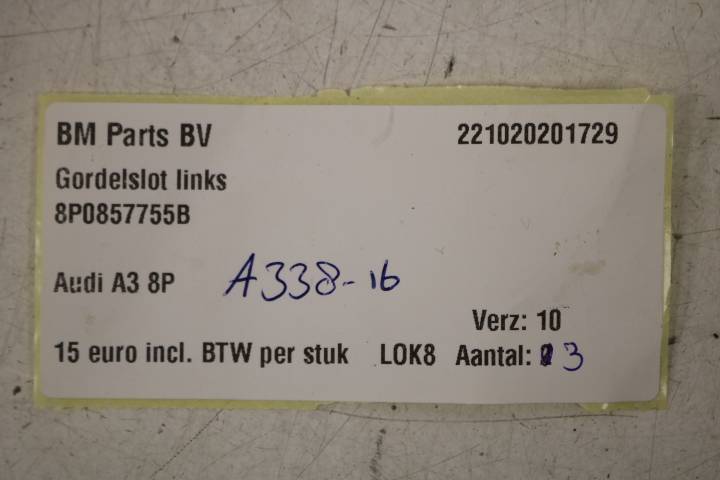 BM Parts BV 221020201729
Gordelslot links
8P0857755B
Audi A3 8P A338-16
Verz: 10
15 euro incl. BTW per stuk LOK8 Aantal: 3